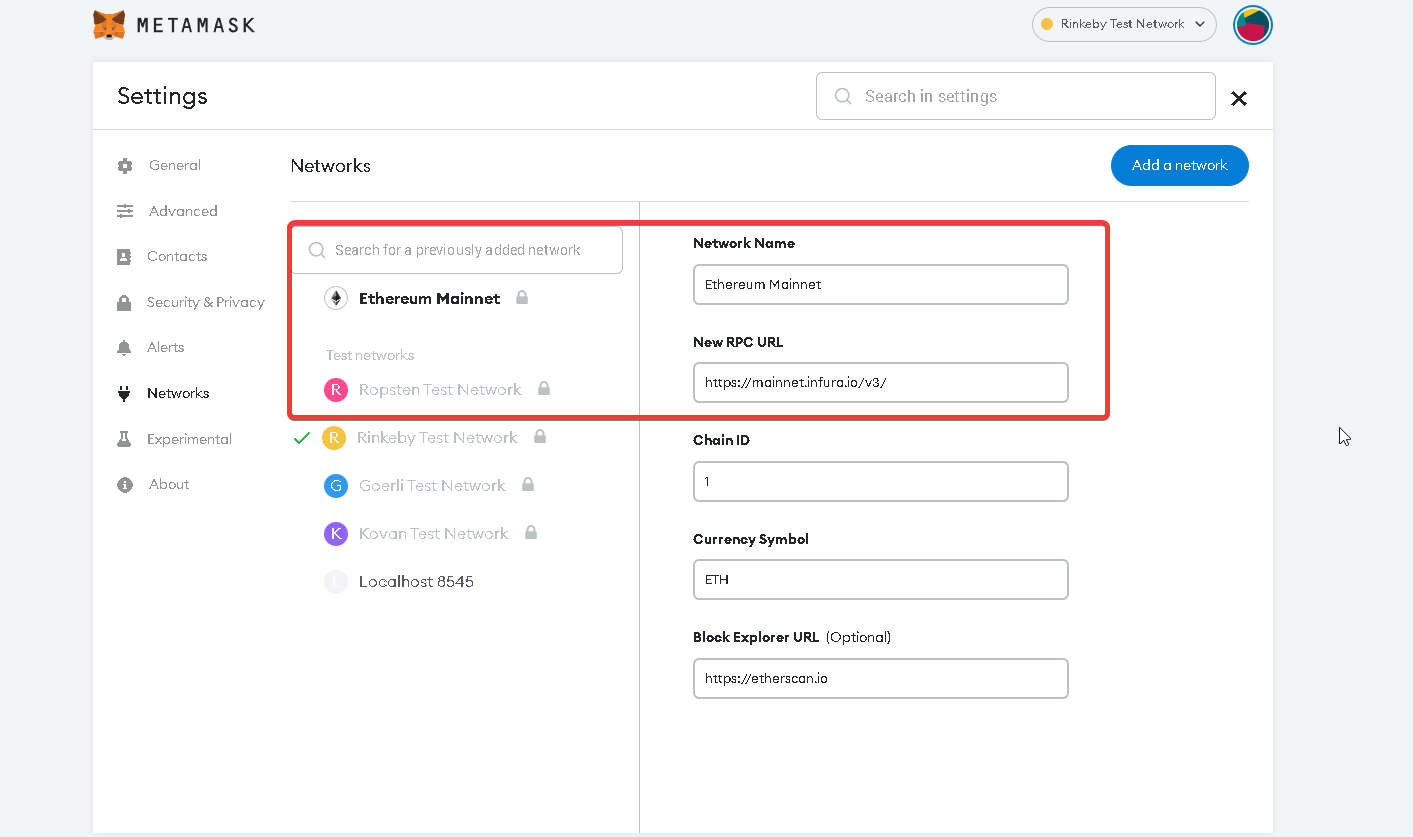 METAMASK
Rinkeby Test Network
Settings
Search in settings
General
Advanced
Contacts
Security & Privacy
Alerts
Networks
Experimental
About
Networks
Add a network
Search for a previously added network
Ethereum Mainnet
Test networks
R Ropsten Test Network
R Rinkeby Test Network
G Goerli Test Network
K Kovan Test Network
L Localhost 8545
Network Name
Ethereum Mainnet
New RPC URL
https://mainnet.infura.io/v3/
Chain ID
1
Currency Symbol
ETH
Block Explorer URL (Optional)
https://etherscan.io